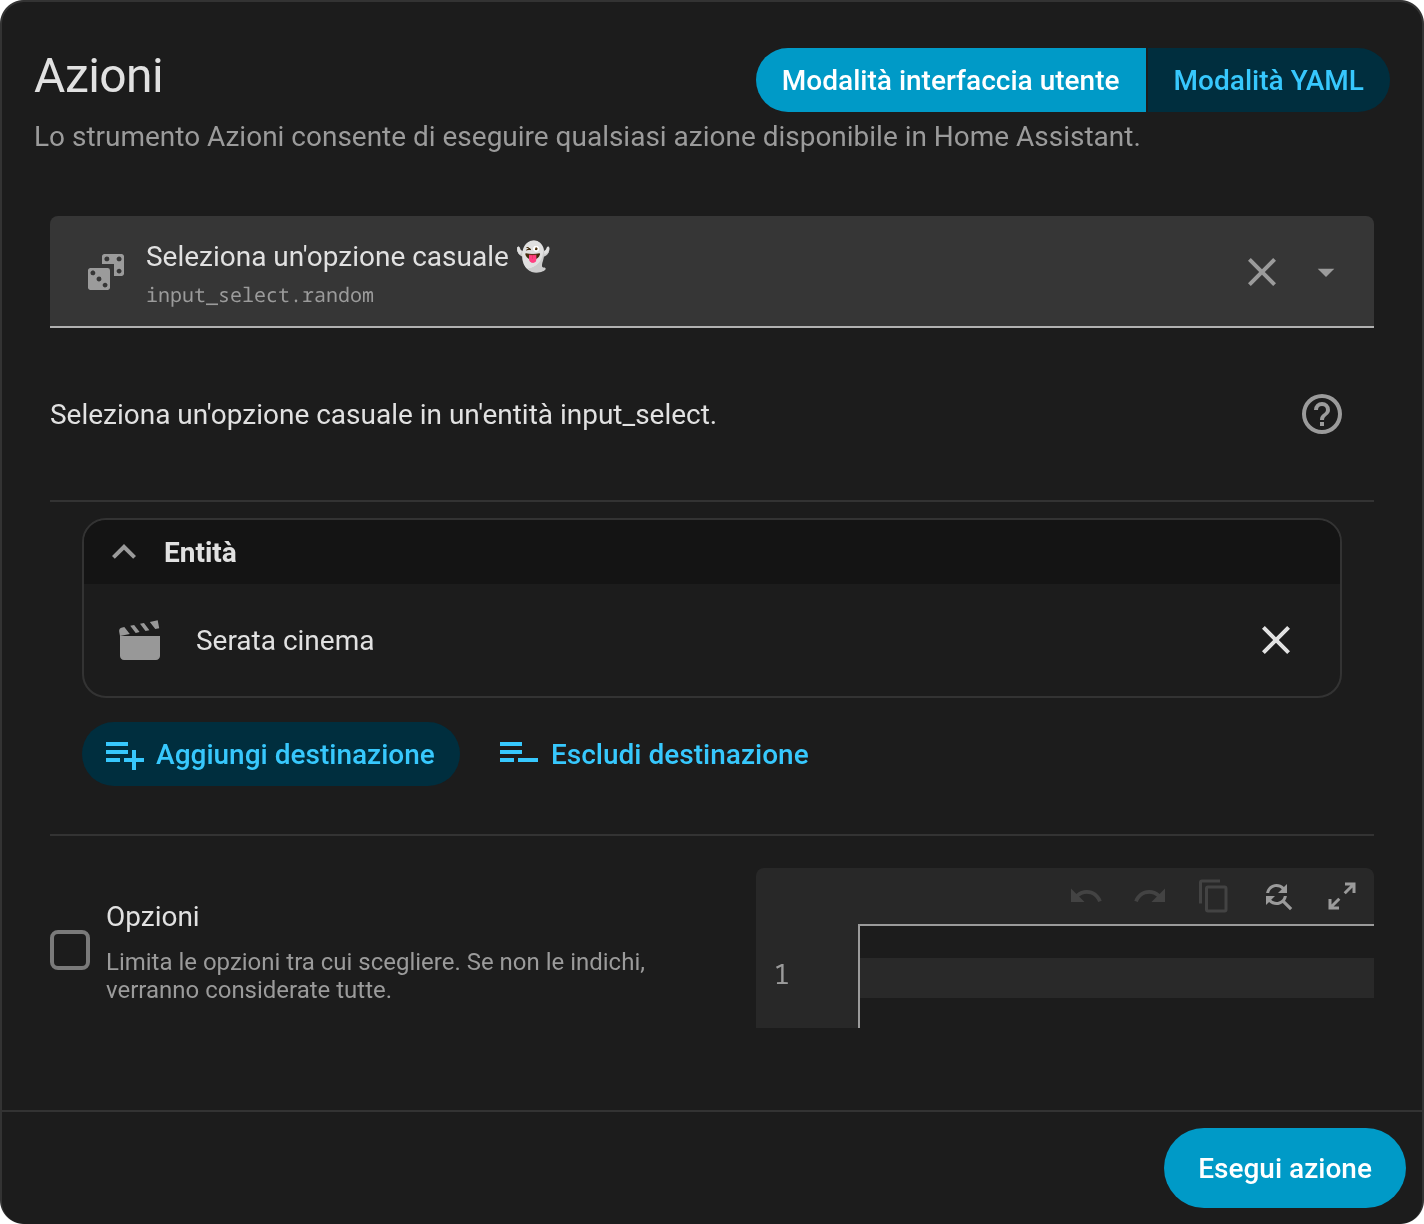 Azioni
Modalità interfaccia utente
Modalità YAML
Lo strumento Azioni consente di eseguire qualsiasi azione disponibile in Home Assistant.
Seleziona un'opzione casuale 👻
input_select.random
Seleziona un'opzione casuale in un'entità input_select.
Entità
Serata cinema
Aggiungi destinazione
Escludi destinazione
Opzioni
Limita le opzioni tra cui scegliere. Se non le indichi,
verranno considerate tutte.
1
Esegui azione